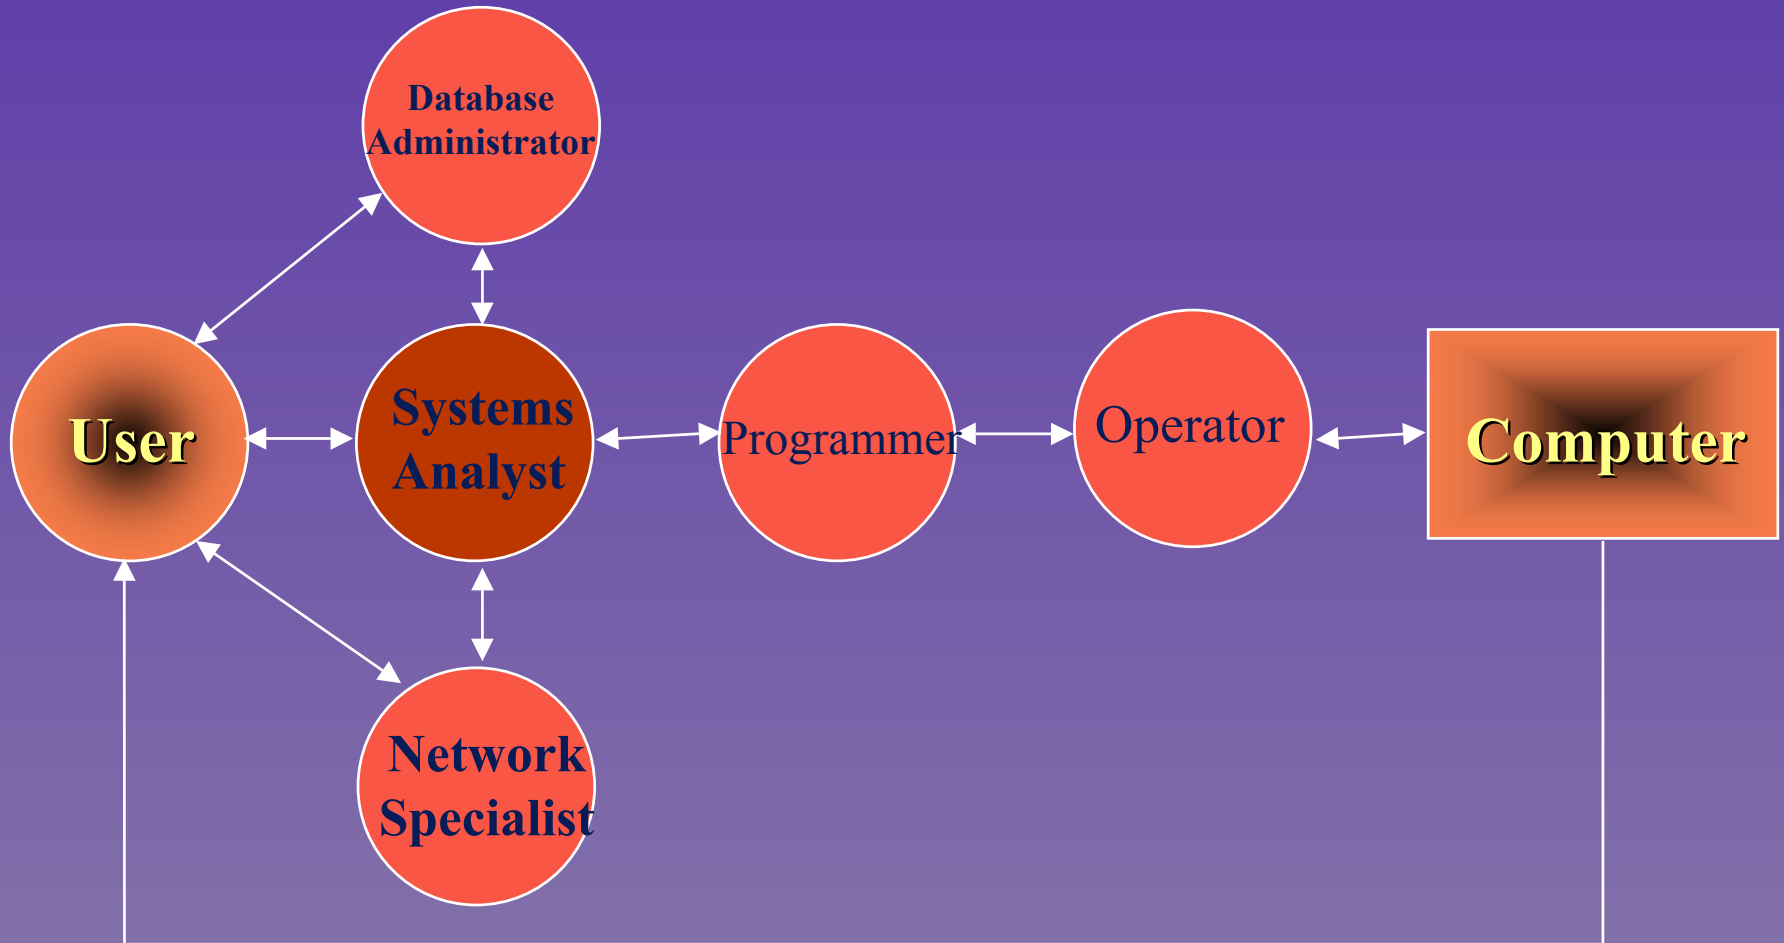 Database
Administrator
User
Systems
Analyst
Programmer
Operator
Computer
Network
Specialist